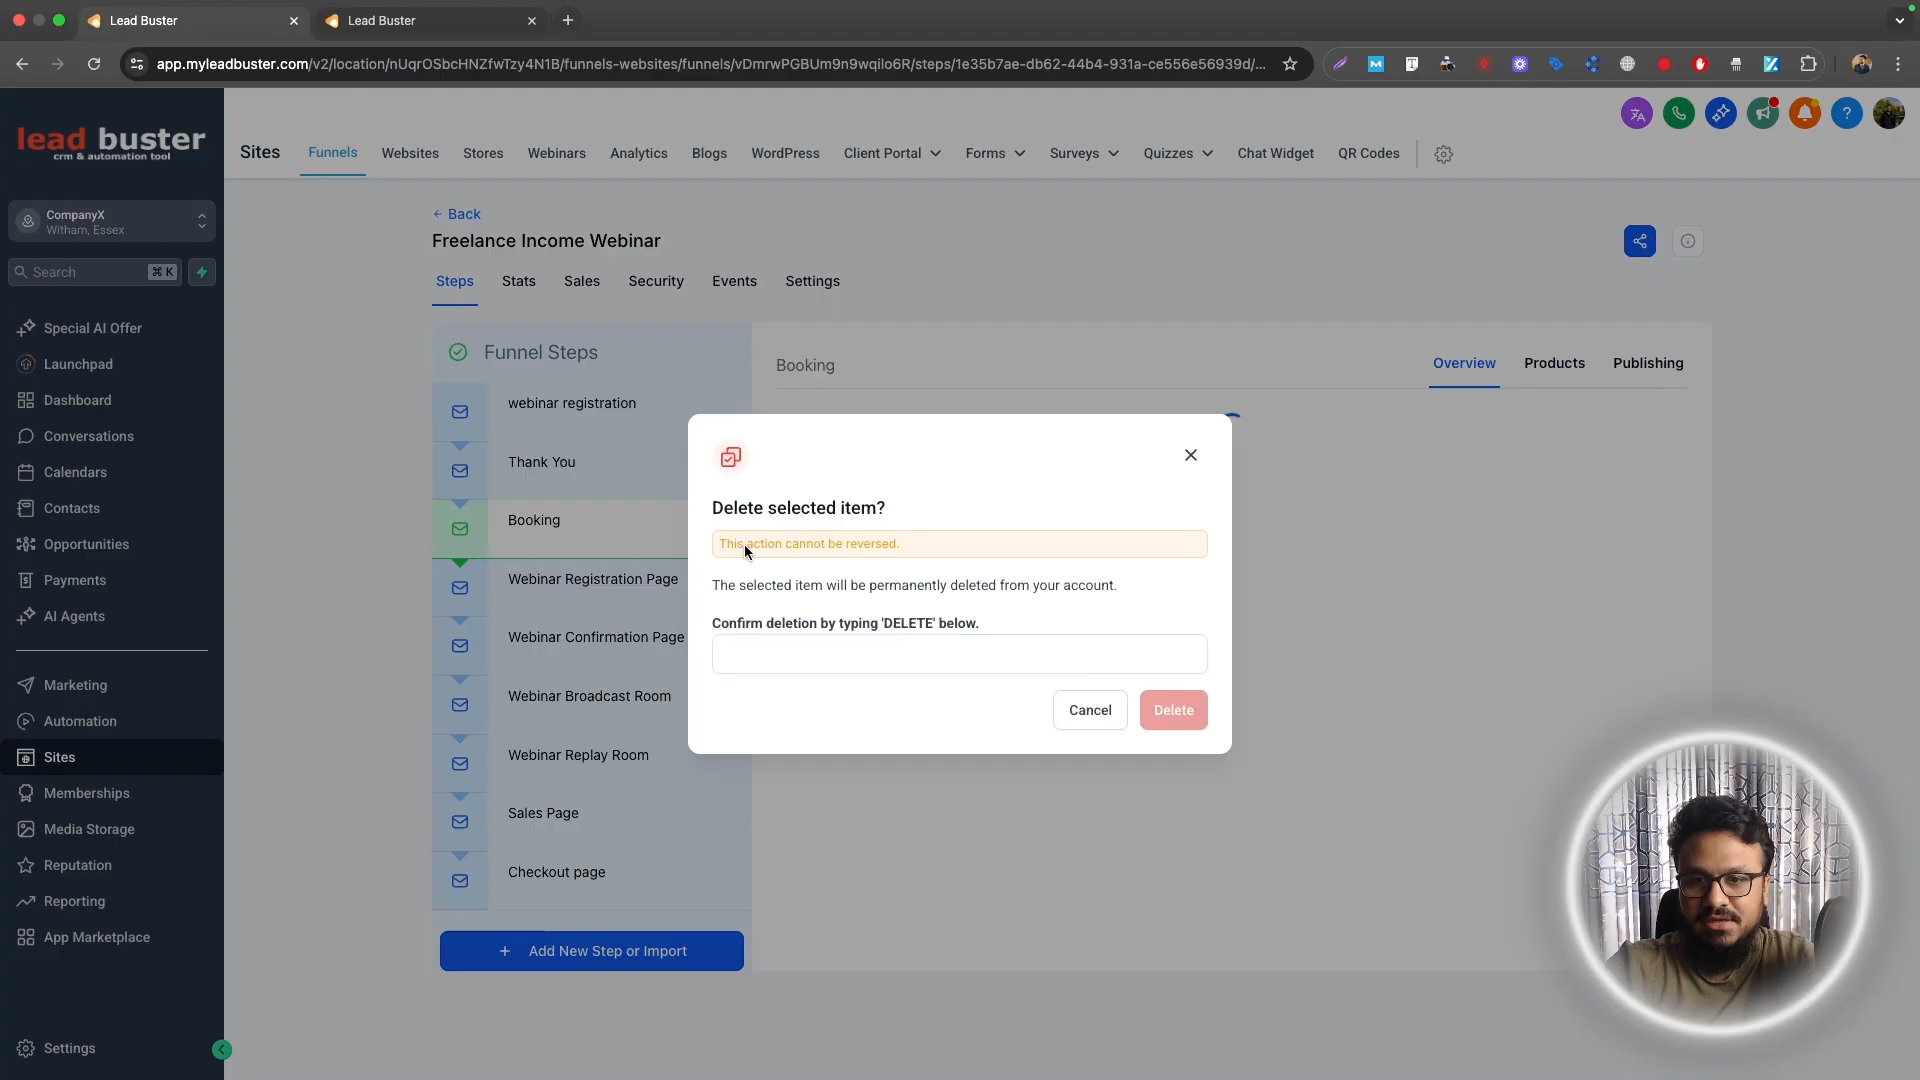 Lead Buster
Lead Buster
app.myleadbuster.com/v2/location/nUqrOSbcHNZfwTzy4N1B/funnels-websites/funnels/vDmrwPGBUm9n9wqilo6R/steps/1e35b7ae-db62-44b4-931a-ce556e56939d/...
lead buster
crm & automation tool
Sites
Funnels
Websites
Stores
Webinars
Analytics
Blogs
WordPress
Client Portal
Forms
Surveys
Quizzes
Chat Widget
QR Codes
CompanyX
Witham, Essex
Search
⌘ K
Special AI Offer
Launchpad
Dashboard
Conversations
Calendars
Contacts
Opportunities
Payments
AI Agents
Marketing
Automation
Sites
Memberships
Media Storage
Reputation
Reporting
App Marketplace
Settings
← Back
Freelance Income Webinar
Steps
Stats
Sales
Security
Events
Settings
Funnel Steps
webinar registration
Thank You
Booking
Webinar Registration Page
Webinar Confirmation Page
Webinar Broadcast Room
Webinar Replay Room
Sales Page
Checkout page
+ Add New Step or Import
Booking
Overview
Products
Publishing
Delete selected item?
This action cannot be reversed.
The selected item will be permanently deleted from your account.
Confirm deletion by typing 'DELETE' below.
Cancel
Delete